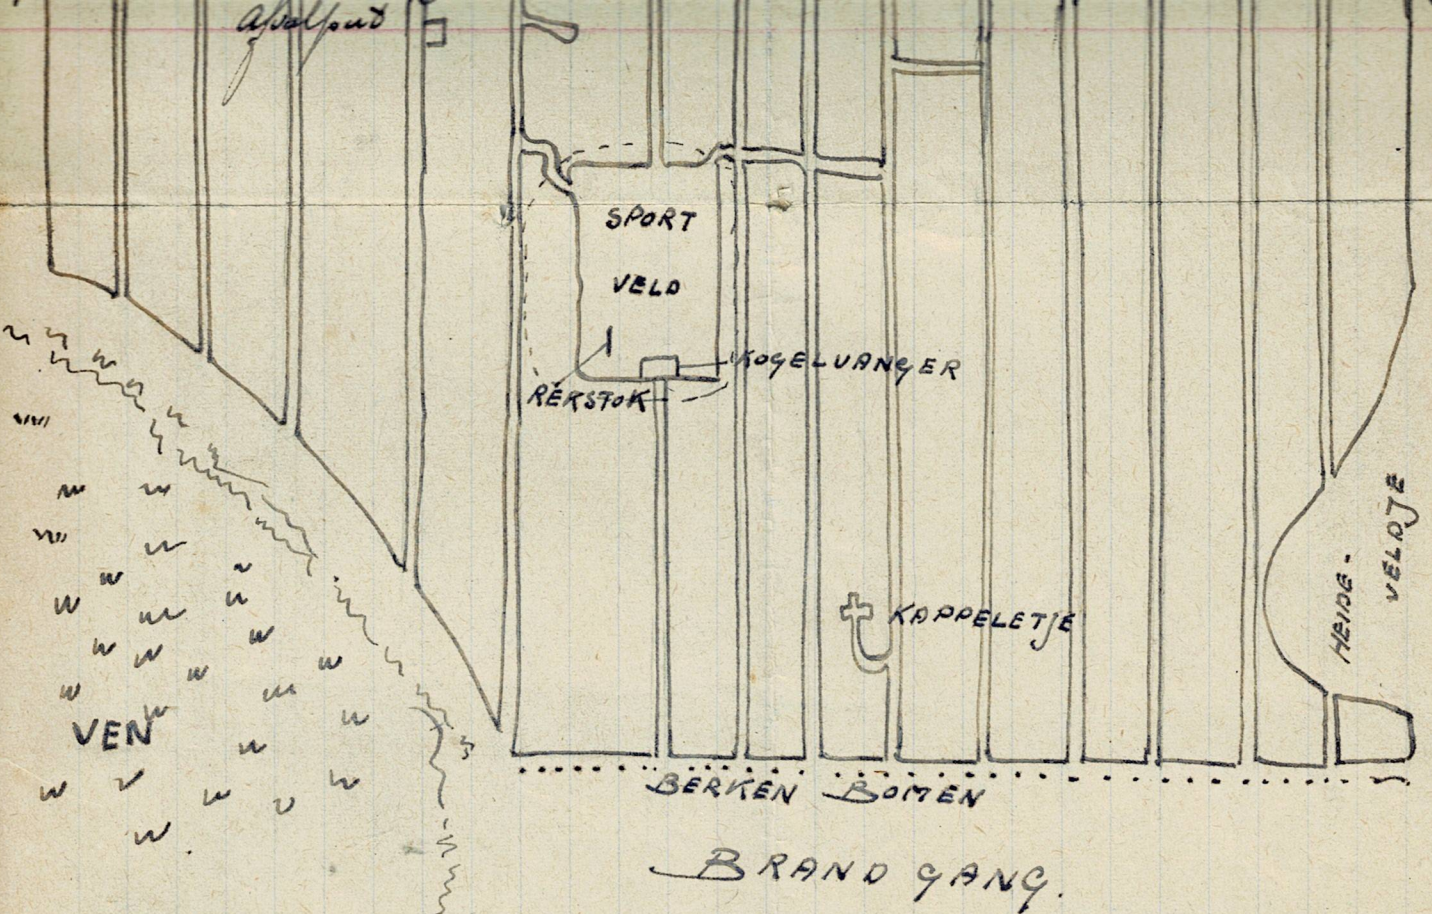 Afvalput
SPORT
VELD
KOGELVANGER
REKSTOK
KAPPELETJE
HEIDE-
VELDJE
VEN
BERKEN BOMEN
BRAND GANG.